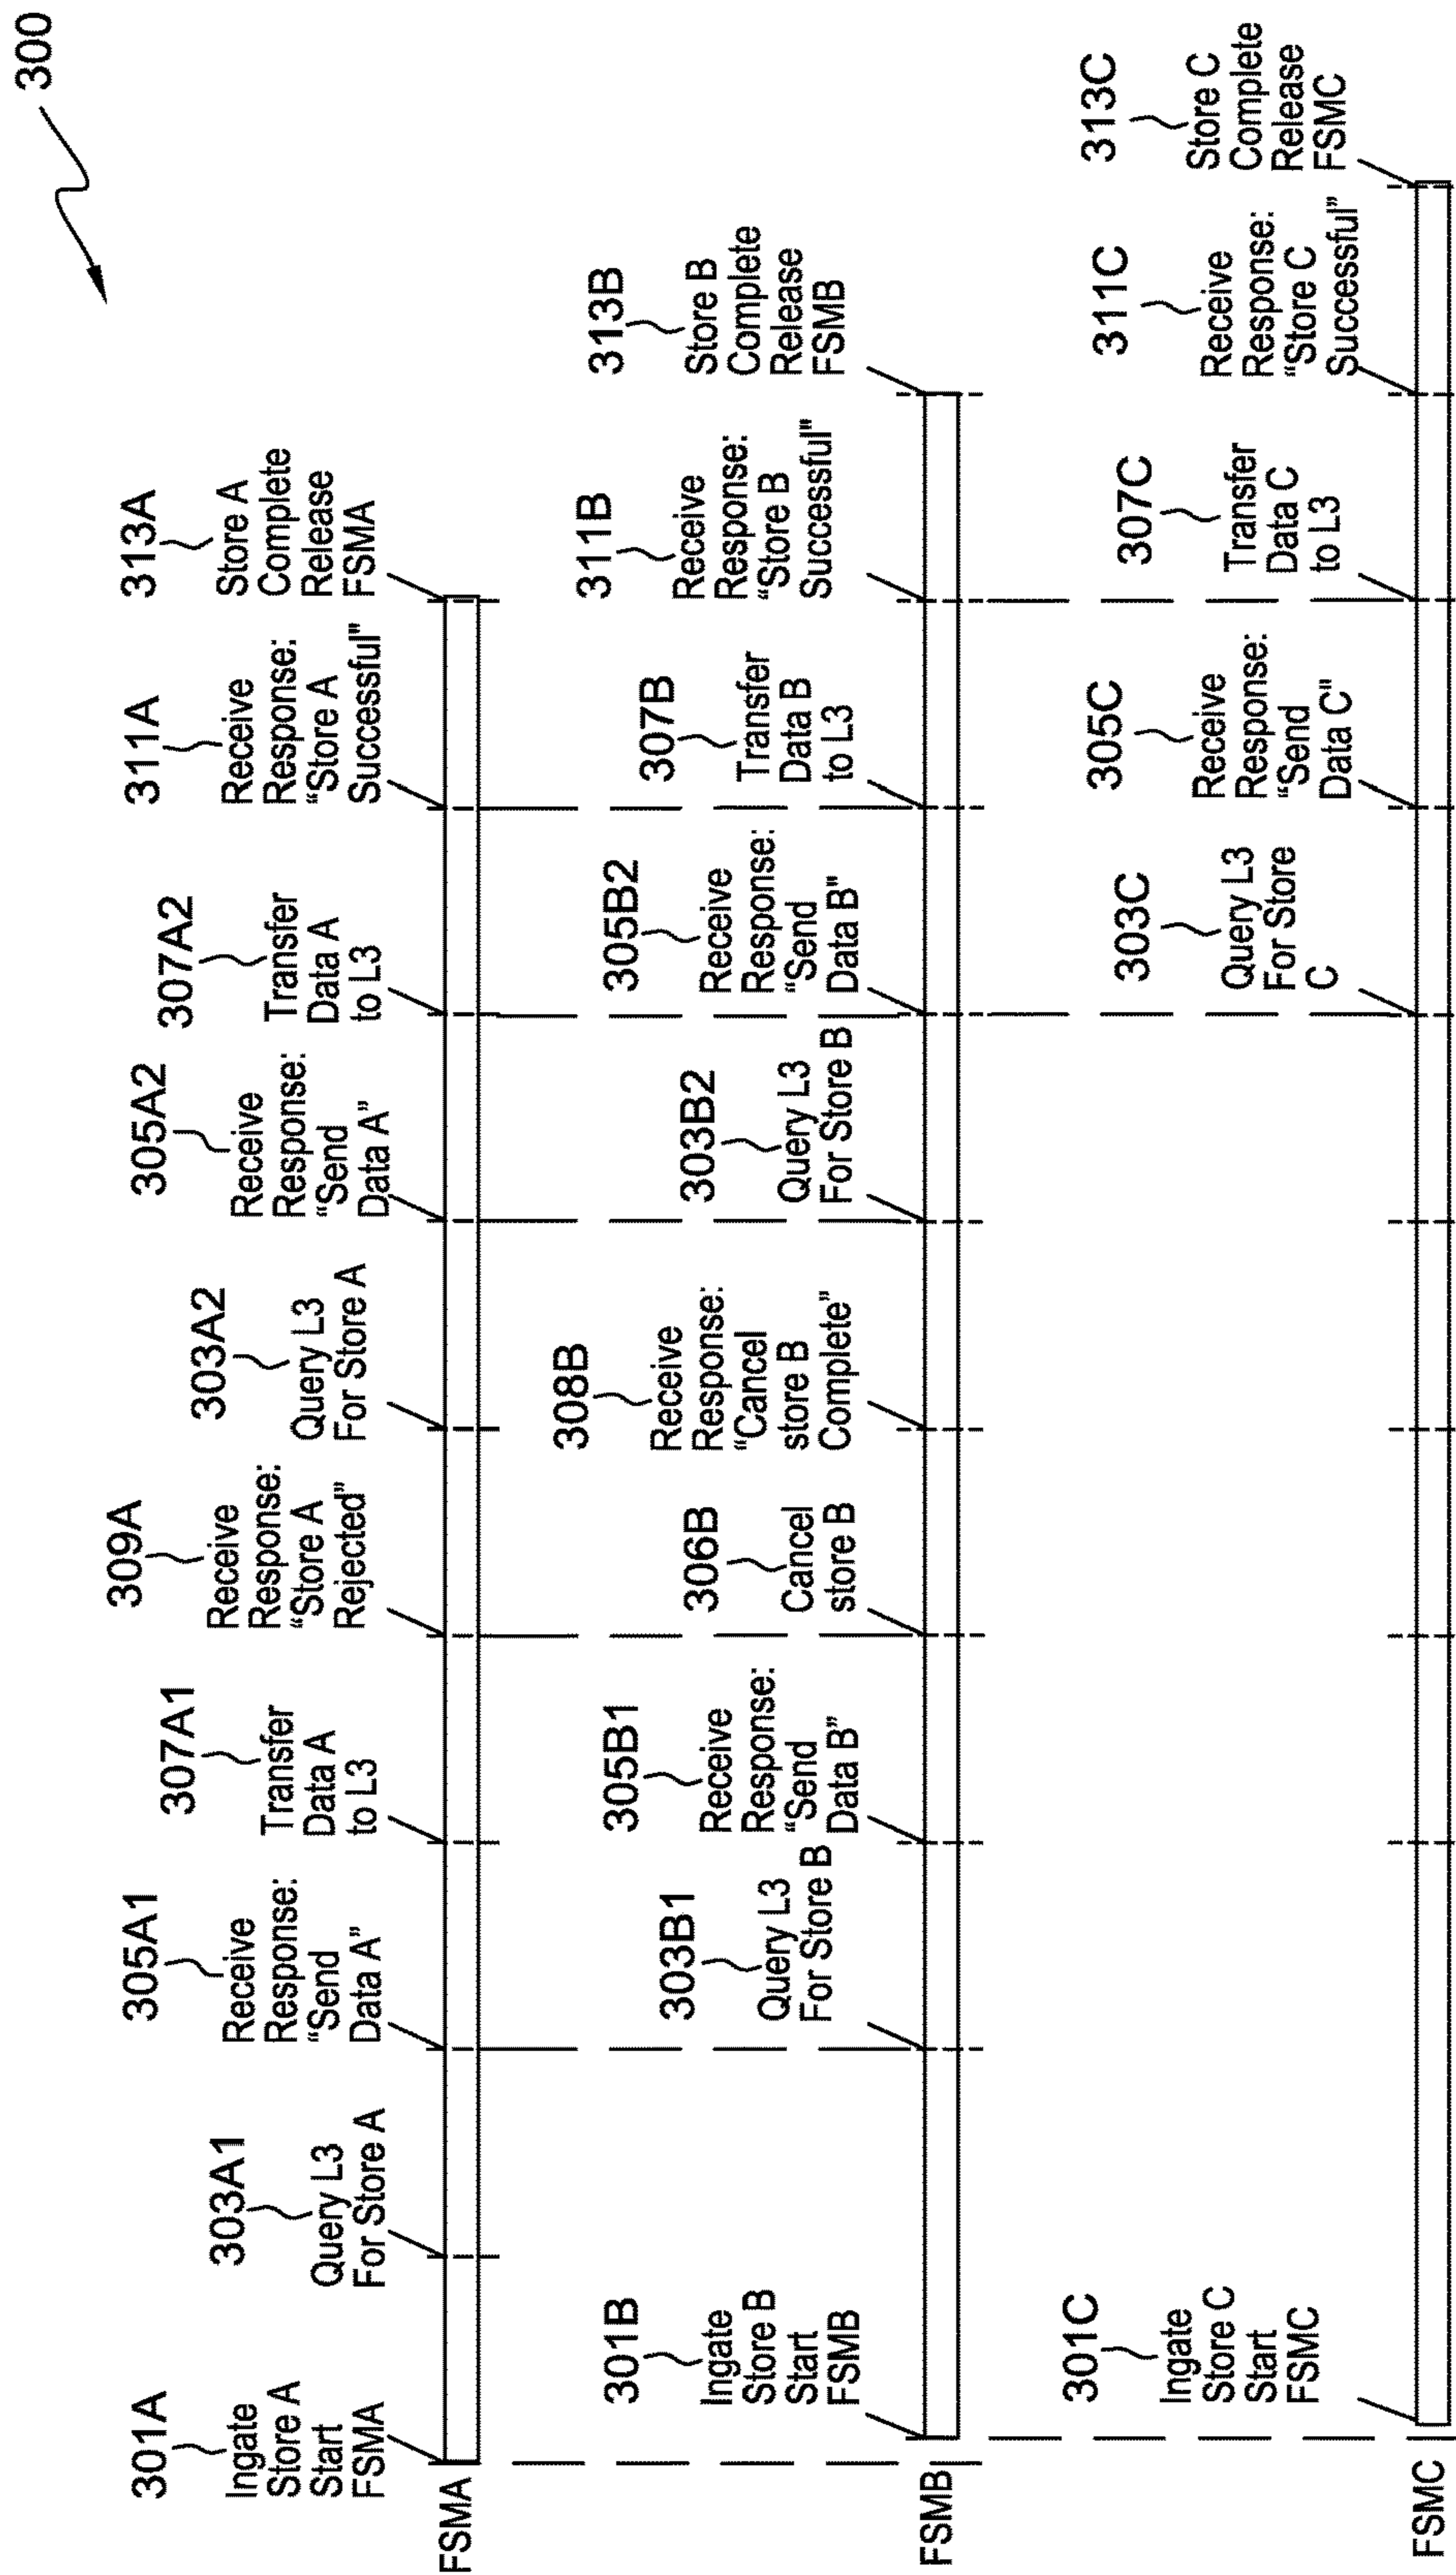 300
301A
Ingate
Store A
Start
FSMA
303A1
Query L3
For Store A
305A1
Receive
Response:
“Send
Data A”
307A1
Transfer
Data A
to L3
309A
Receive
Response:
“Store A
Rejected”
303A2
Query L3
For Store A
305A2
Receive
Response:
“Send
Data A”
307A2
Transfer
Data A
to L3
311A
Receive
Response:
“Store A
Successful"
313A
Store A
Complete
Release
FSMA
FSMA
301B
Ingate
Store B
Start
FSMB
303B1
Query L3
For Store B
305B1
Receive
Response:
“Send
Data B”
306B
Cancel
store B
308B
Receive
Response:
“Cancel
store B
Complete”
303B2
Query L3
For Store B
305B2
Receive
Response:
“Send
Data B"
307B
Transfer
Data B
to L3
311B
Receive
Response:
“Store B
Successful"
313B
Store B
Complete
Release
FSMB
FSMB
301C
Ingate
Store C
Start
FSMC
303C
Query L3
For Store
C
305C
Receive
Response:
“Send
Data C"
307C
Transfer
Data C
to L3
311C
Receive
Response:
“Store C
Successful”
313C
Store C
Complete
Release
FSMC
FSMC